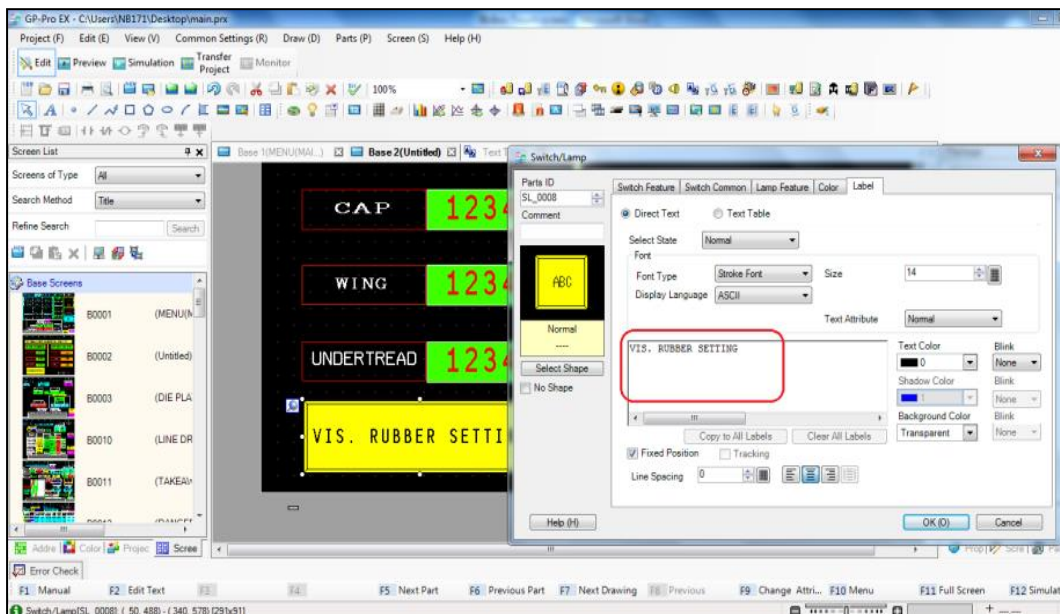 GP-Pro EX - C:\Users\NB171\Desktop\main.prx
Project (F) Edit (E) View (V) Common Settings (R) Draw (D) Parts (P) Screen (S) Help (H)
Edit Preview Simulation Transfer Project Monitor
100%
Screen List
Base 1(MENU(MAI...) Base 2(Untitled) Text T
Screens of Type All
Search Method Title
Refine Search Search
Base Screens
B0001 (MENU(M
B0002 (Untitled)
B0003 (DIE PLA
B0010 (LINE DR
B0011 (TAKEAW
Addre Color Projec Scree
CAP 1234
WING 1234
UNDERTREAD 1234
VIS. RUBBER SETTI
Switch/Lamp
Parts ID
SL_0008
Comment
ABC
Normal
----
Select Shape
No Shape
Help (H)
Switch Feature Switch Common Lamp Feature Color Label
Direct Text Text Table
Select State Normal
Font
Font Type Stroke Font Size 14
Display Language ASCII
Text Attribute Normal
VIS. RUBBER SETTING
Text Color Blink
0 None
Shadow Color Blink
1 None
Background Color Blink
Transparent None
Copy to All Labels Clear All Labels
Fixed Position Tracking
Line Spacing 0
OK (O) Cancel
Error Check
F1 Manual F2 Edit Text F3 F4 F5 Next Part F6 Previous Part F7 Next Drawing F8 Previous F9 Change Attri... F10 Menu F11 Full Screen F12 Simulat
Switch/Lamp[SL_0008] ( 50, 488) - ( 340, 578) [291x91]